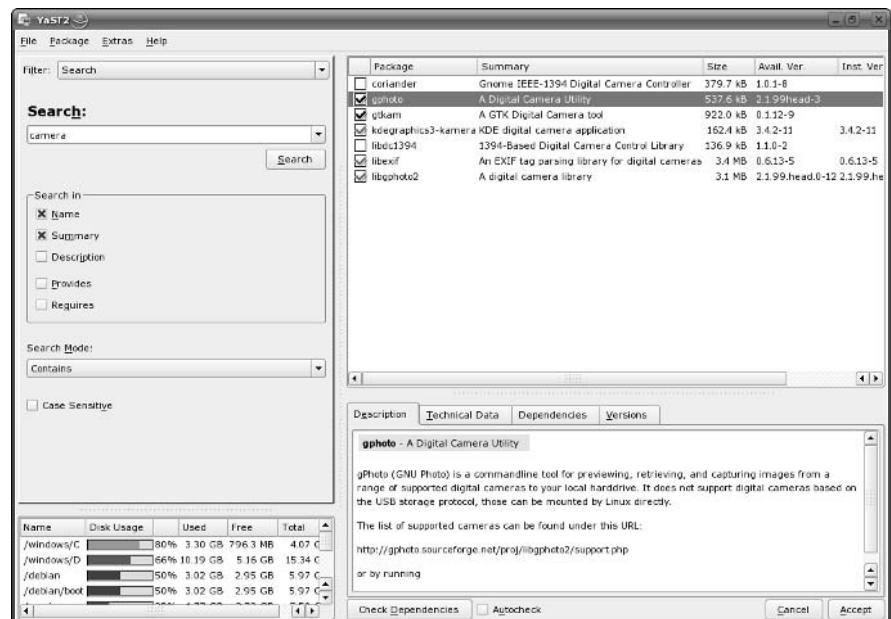 YaST2
File Package Extras Help
Filter: Search
Search:
camera
Search
Search in
Name
Summary
Description
Provides
Requires
Search Mode:
Contains
Case Sensitive
Name Disk Usage Used Free Total
/windows/C 80% 3.30 GB 796.3 MB 4.07 G
/windows/D 66% 10.19 GB 5.16 GB 15.34 G
/debian 50% 3.02 GB 2.95 GB 5.97 G
/debian/boot 50% 3.02 GB 2.95 GB 5.97 G
Package Summary Size Avail. Ver. Inst. Ver
coriander Gnome IEEE-1394 Digital Camera Controller 379.7 kB 1.0.1-8
gphoto A Digital Camera Utility 537.6 kB 2.1.99head-3
gtkam A GTK Digital Camera tool 922.0 kB 0.1.12-9
kdegraphics3-kamera KDE digital camera application 162.4 kB 3.4.2-11 3.4.2-11
libdc1394 1394-Based Digital Camera Control Library 136.9 kB 1.1.0-2
libexif An EXIF tag parsing library for digital cameras 3.4 MB 0.6.13-5 0.6.13-5
libgphoto2 A digital camera library 3.1 MB 2.1.99.head.0-12 2.1.99.he
Description Technical Data Dependencies Versions
gphoto - A Digital Camera Utility
gPhoto (GNU Photo) is a commandline tool for previewing, retrieving, and capturing images from a
range of supported digital cameras to your local harddrive. It does not support digital cameras based on
the USB storage protocol, those can be mounted by Linux directly.
The list of supported cameras can be found under this URL:
http://gphoto.sourceforge.net/proj/libgphoto2/support.php
or by running
Check Dependencies Autocheck Cancel Accept